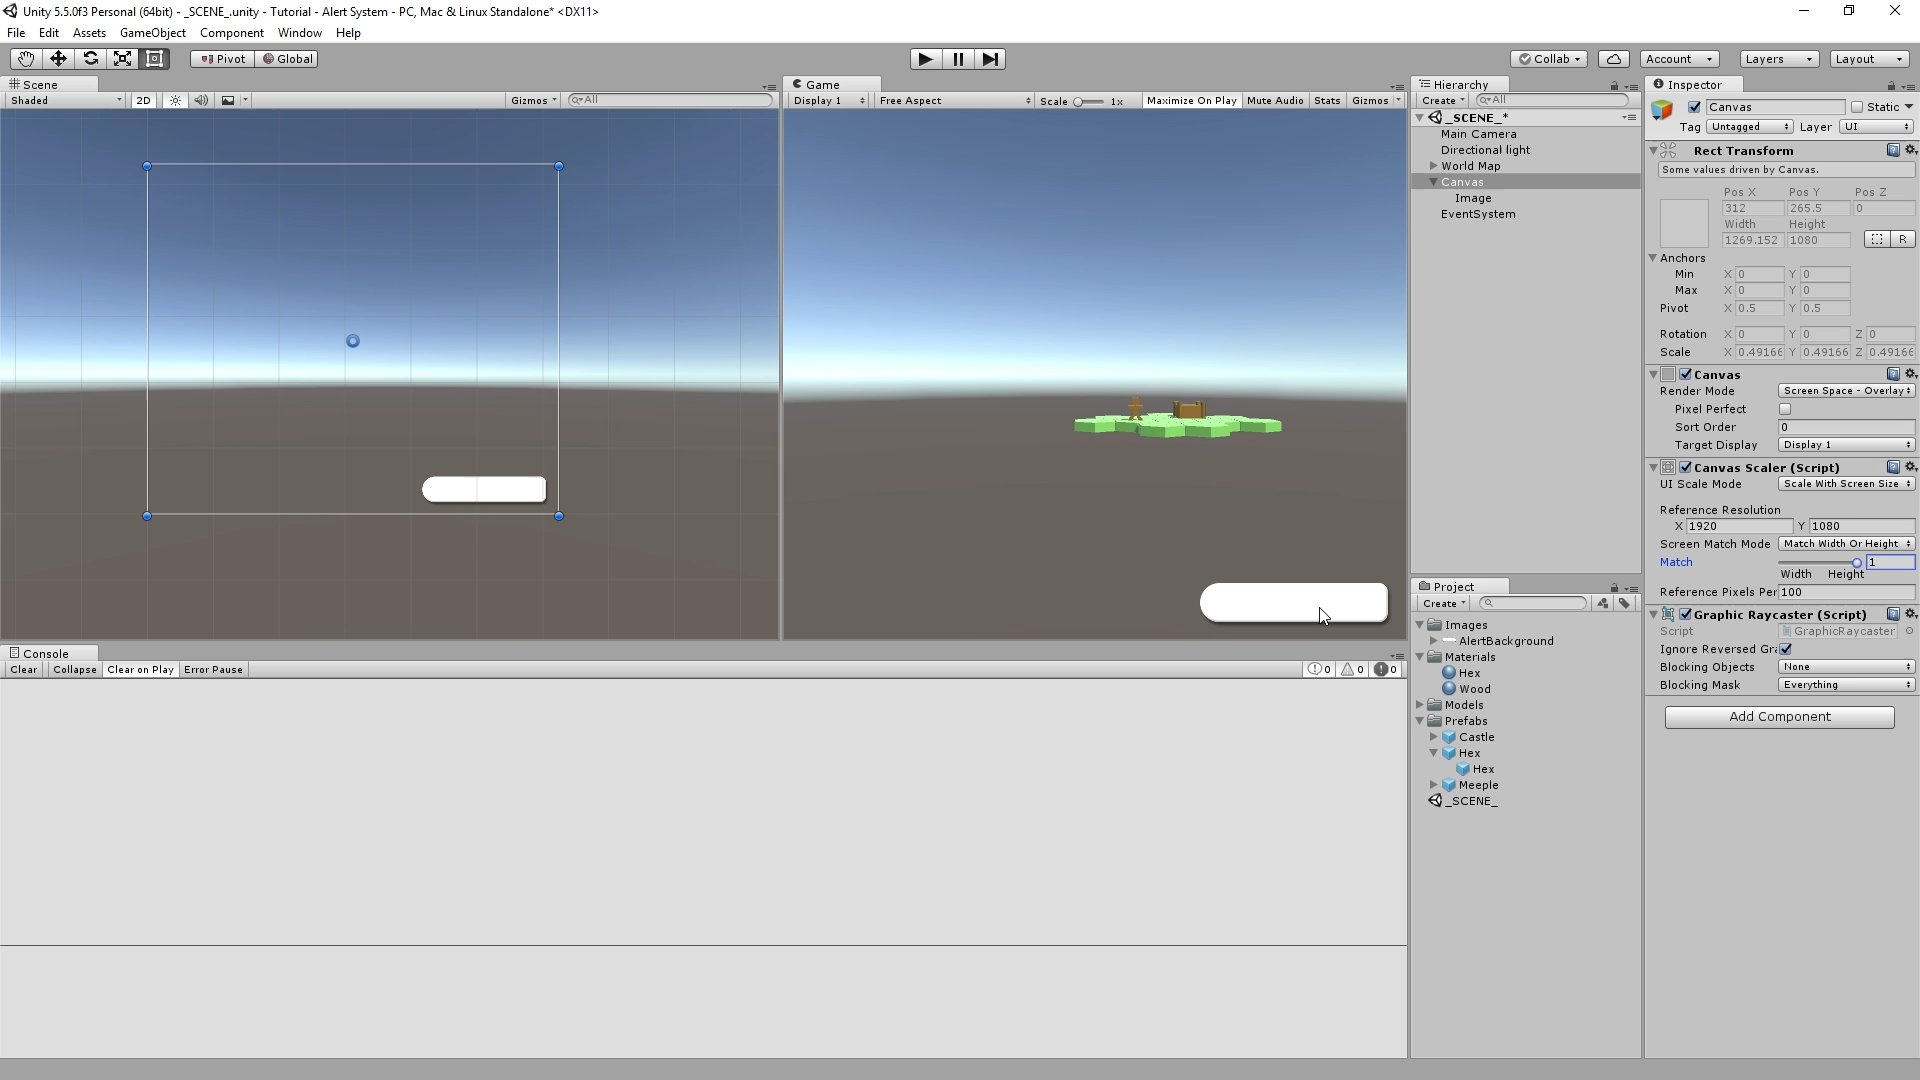 Unity 5.5.0f3 Personal (64bit) - _SCENE_.unity - Tutorial - Alert System - PC, Mac & Linux Standalone* <DX11>
File Edit Assets GameObject Component Window Help
Pivot Global Collab Account Layers Layout
Scene
Shaded 2D Gizmos All
Game
Display 1 Free Aspect Scale 1x Maximize On Play Mute Audio Stats Gizmos
Hierarchy
Create All
_SCENE_*
Main Camera
Directional light
World Map
Canvas
Image
EventSystem
Project
Create
Images
AlertBackground
Materials
Hex
Wood
Models
Prefabs
Castle
Hex
Hex
Meeple
_SCENE_
Console
Clear Collapse Clear on Play Error Pause 0 0 0
Inspector
Canvas Static
Tag Untagged Layer UI
Rect Transform
Some values driven by Canvas.
Pos X Pos Y Pos Z
312 265.5 0
Width Height
1269.152 1080 R
Anchors
Min X 0 Y 0
Max X 0 Y 0
Pivot X 0.5 Y 0.5
Rotation X 0 Y 0 Z 0
Scale X 0.49166 Y 0.49166 Z 0.49166
Canvas
Render Mode Screen Space - Overlay
Pixel Perfect
Sort Order 0
Target Display Display 1
Canvas Scaler (Script)
UI Scale Mode Scale With Screen Size
Reference Resolution
X 1920 Y 1080
Screen Match Mode Match Width Or Height
Match 1
Width Height
Reference Pixels Per 100
Graphic Raycaster (Script)
Script GraphicRaycaster
Ignore Reversed Gra
Blocking Objects None
Blocking Mask Everything
Add Component